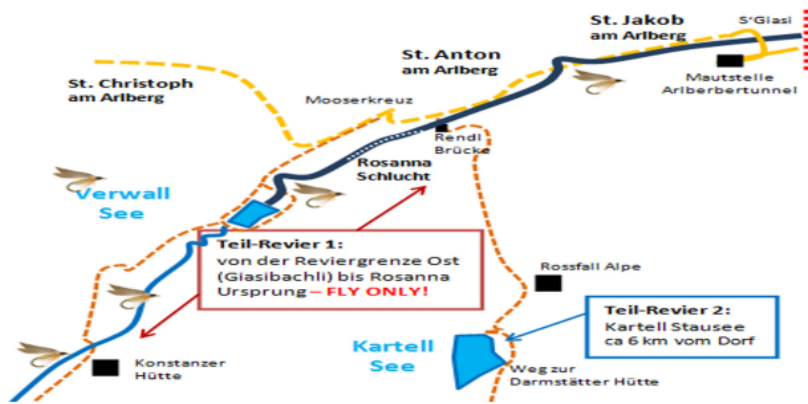 St. Jakob
am Arlberg
S'Giasi
St. Anton
am Arlberg
St. Christoph
am Arlberg
Mautstelle
Arlberbertunnel
Mooserkreuz
Rendl
Brücke
Rosanna
Schlucht
Verwall
See
Teil-Revier 1:
von der Reviergrenze Ost
(Giasibachli) bis Rosanna
Ursprung – FLY ONLY!
Rossfall Alpe
Teil-Revier 2:
Kartell Stausee
ca 6 km vom Dorf
Kartell
See
Konstanzer
Hütte
Weg zur
Darmstätter Hütte